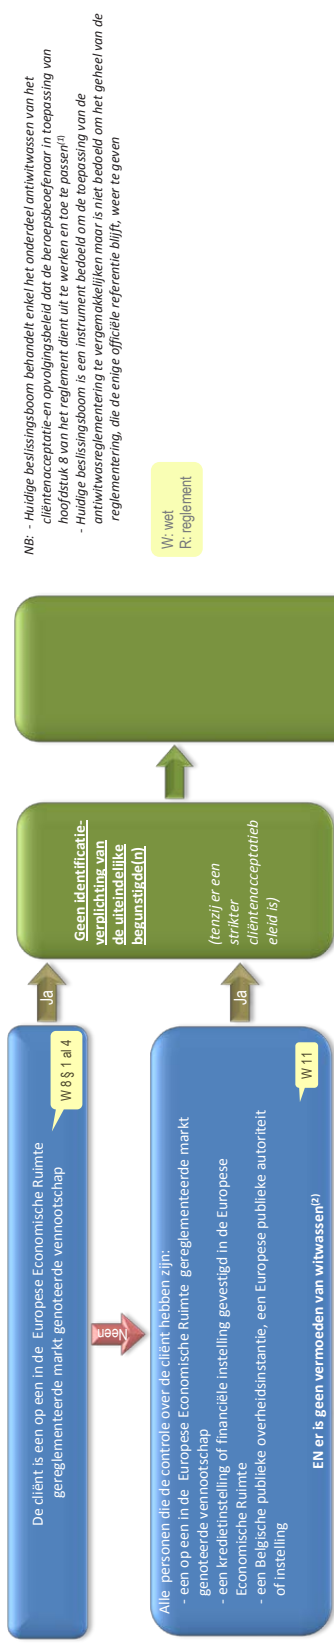 De cliënt is een op een in de Europese Economische Ruimte
gereglementeerde markt genoteerde vennootschap
W 8 § 1 al 4
Ja
Neen
Alle personen die de controle over de cliënt hebben zijn:
- een op een in de Europese Economische Ruimte gereglementeerde markt
genoteerde vennootschap
- een kredietinstelling of financiële instelling gevestigd in de Europese
Economische Ruimte
- een Belgische publieke overheidsinstantie, een Europese publieke autoriteit
of instelling
EN er is geen vermoeden van witwassen(2)
W 11
Ja
Geen identificatie-
verplichting van
de uiteindelijke
begunstigde(n)
(tenzij er een
strikter
cliëntenacceptatieb
eleid is)
NB: - Huidige beslissingsboom behandelt enkel het onderdeel antiwitwassen van het
cliëntenacceptatie-en opvolgingsbeleid dat de beroepsbeoefenaar in toepassing van
hoofdstuk 8 van het reglement dient uit te werken en toe te passen(1)
- Huidige beslissingsboom is een instrument bedoeld om de toepassing van de
antiwitwasreglementering te vergemakkelijken maar is niet bedoeld om het geheel van de
reglementering, die de enige officiële referentie blijft, weer te geven
W: wet
R: reglement